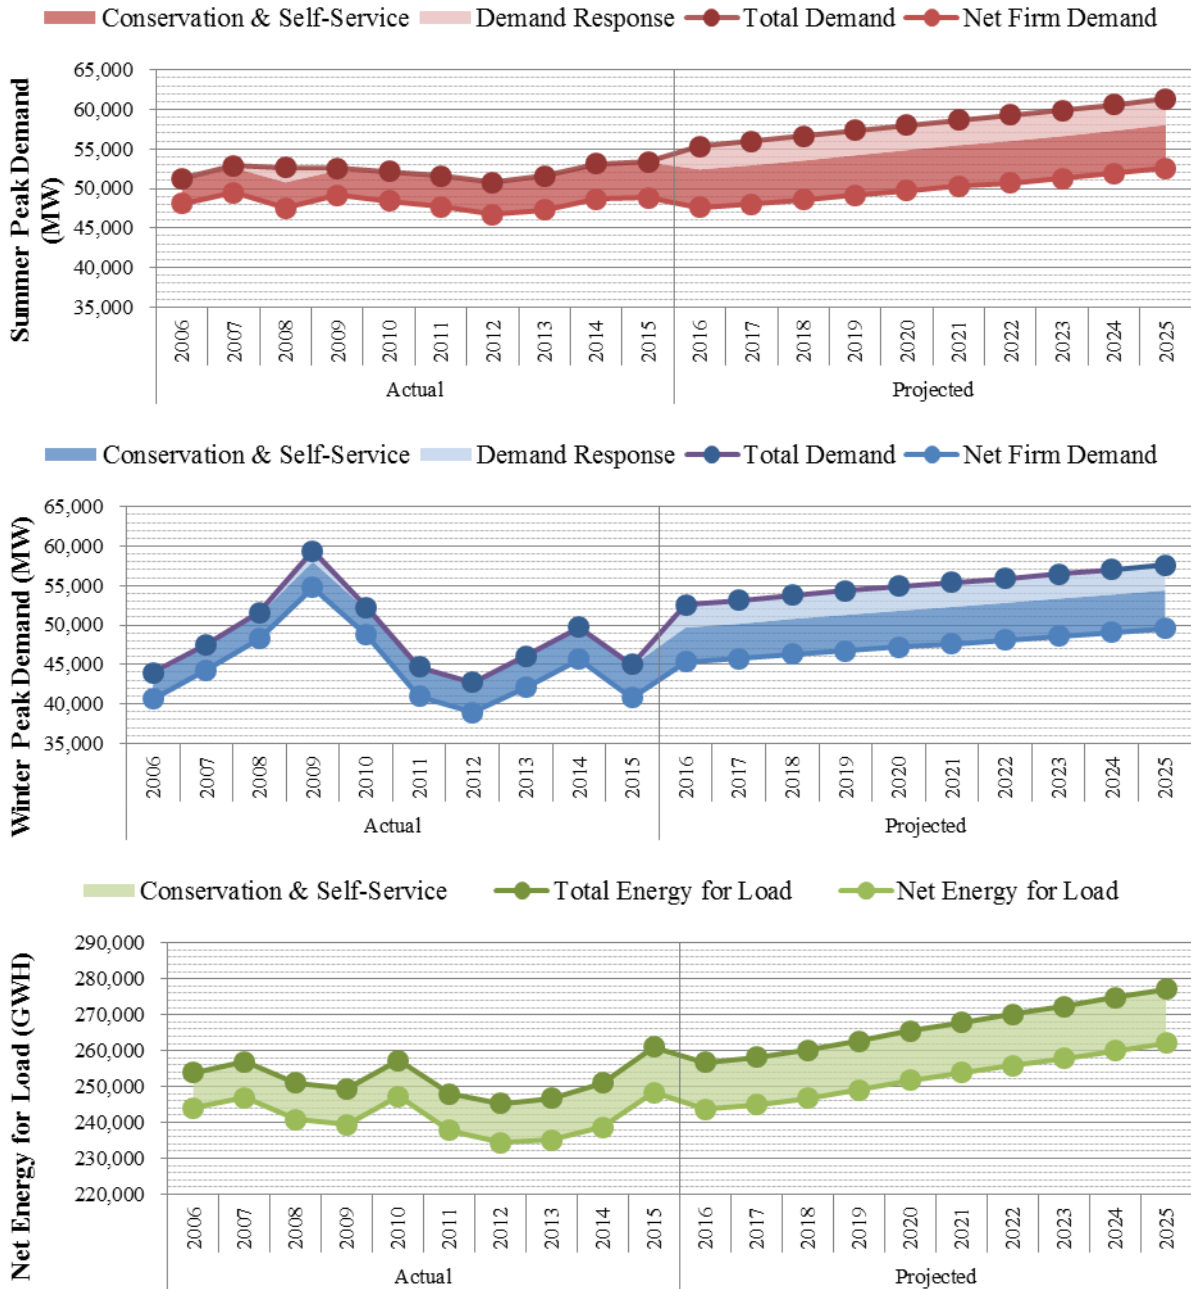 Conservation & Self-Service Demand Response Total Demand Net Firm Demand
Summer Peak Demand
(MW)
65,000
60,000
55,000
50,000
45,000
40,000
35,000
2006 2007 2008 2009 2010 2011 2012 2013 2014 2015 2016 2017 2018 2019 2020 2021 2022 2023 2024 2025
Actual Projected
Conservation & Self-Service Demand Response Total Demand Net Firm Demand
Winter Peak Demand (MW)
65,000
60,000
55,000
50,000
45,000
40,000
35,000
2006 2007 2008 2009 2010 2011 2012 2013 2014 2015 2016 2017 2018 2019 2020 2021 2022 2023 2024 2025
Actual Projected
Conservation & Self-Service Total Energy for Load Net Energy for Load
Net Energy for Load (GWH)
290,000
280,000
270,000
260,000
250,000
240,000
230,000
220,000
2006 2007 2008 2009 2010 2011 2012 2013 2014 2015 2016 2017 2018 2019 2020 2021 2022 2023 2024 2025
Actual Projected